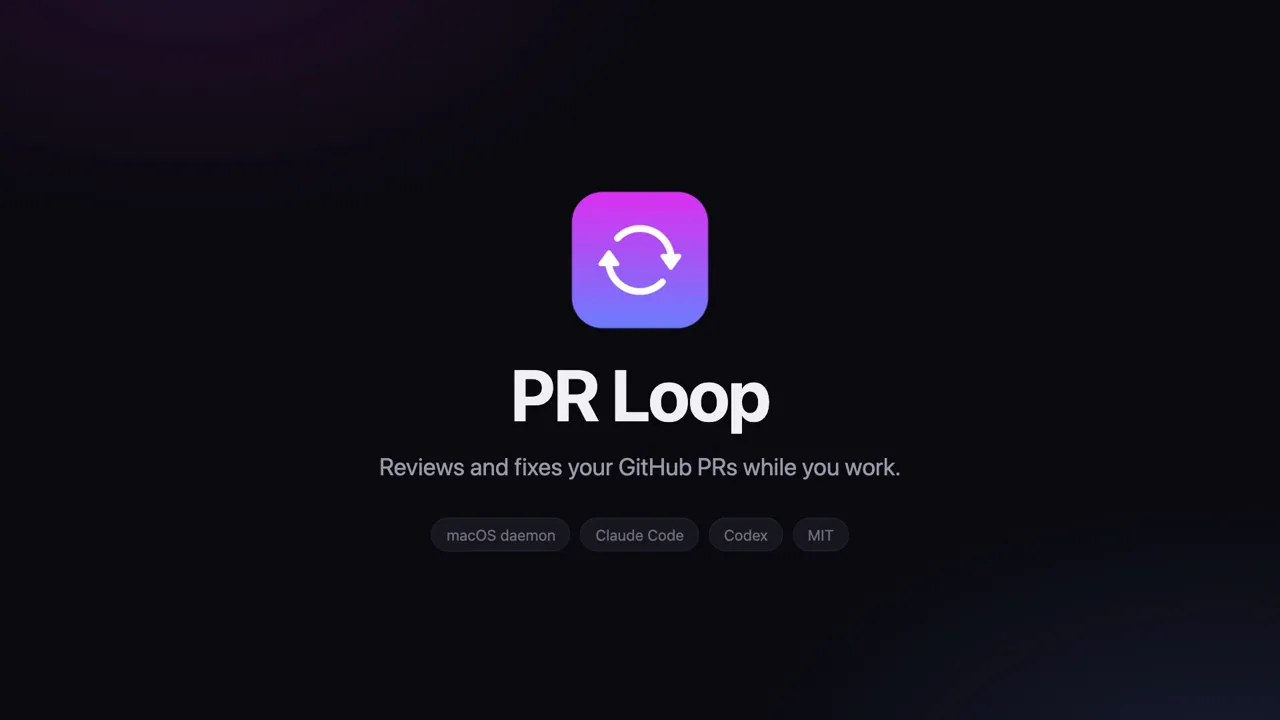 PR Loop
Reviews and fixes your GitHub PRs while you work.
macOS daemon Claude Code Codex MIT